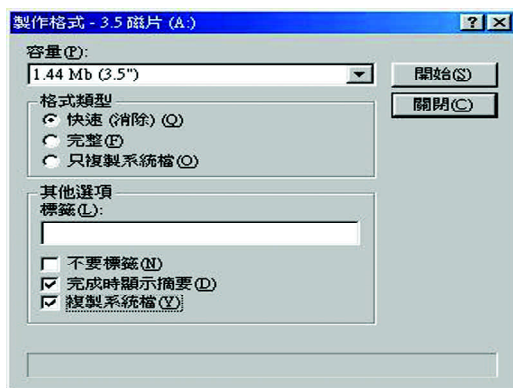 製作格式 - 3.5 磁片 (A:)
容量(P):
1.44 Mb (3.5")
開始(S)
關閉(C)
格式類型
快速 (消除) (Q)
完整(F)
只複製系統檔(O)
其他選項
標籤(L):
不要標籤(N)
完成時顯示摘要(D)
複製系統檔(Y)